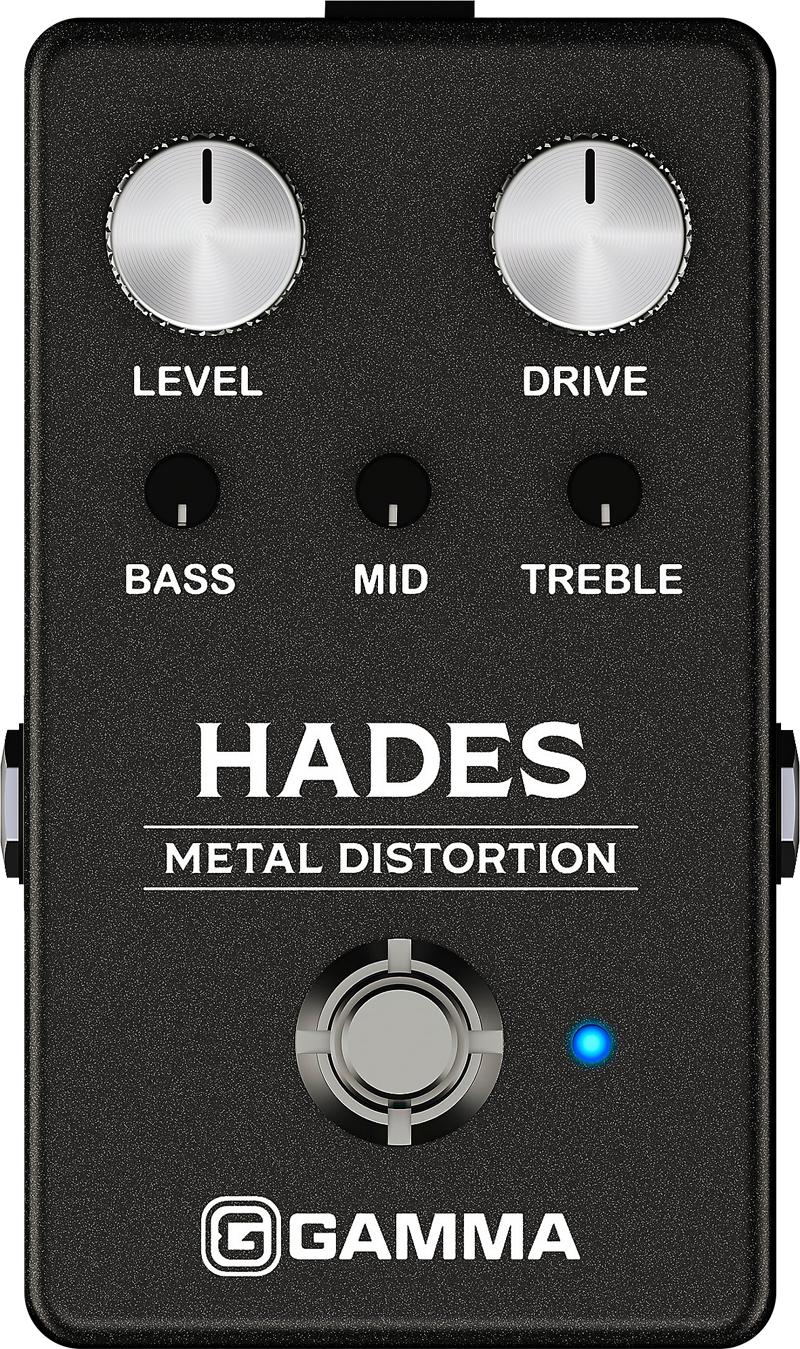 LEVEL DRIVE
BASS MID TREBLE
HADES
METAL DISTORTION
G GAMMA